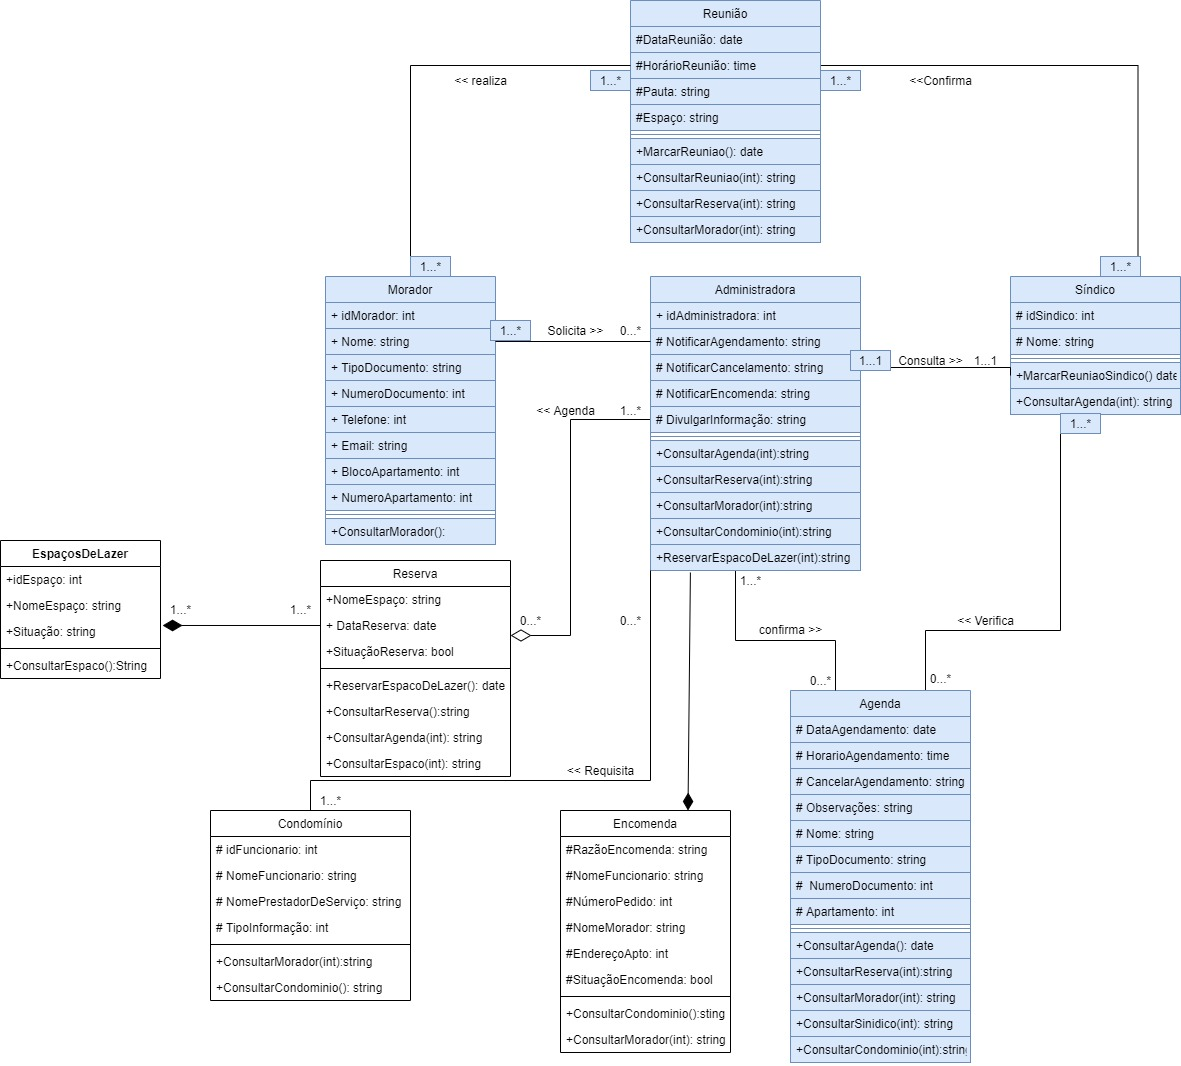 Reunião
#DataReunião: date
#HorárioReunião: time
#Pauta: string
#Espaço: string
+MarcarReuniao(): date
+ConsultarReuniao(int): string
+ConsultarReserva(int): string
+ConsultarMorador(int): string
<< realiza
1...*
1...*
<<Confirma
1...*
1...*
Morador
+ idMorador: int
+ Nome: string
+ TipoDocumento: string
+ NumeroDocumento: int
+ Telefone: int
+ Email: string
+ BlocoApartamento: int
+ NumeroApartamento: int
+ConsultarMorador():
1...*
Solicita >>
0...*
Administradora
+ idAdministradora: int
# NotificarAgendamento: string
# NotificarCancelamento: string
# NotificarEncomenda: string
# DivulgarInformação: string
+ConsultarAgenda(int):string
+ConsultarReserva(int):string
+ConsultarMorador(int):string
+ConsultarCondominio(int):string
+ReservarEspacoDeLazer(int):string
1...1
Consulta >>
1...1
Síndico
# idSindico: int
# Nome: string
+MarcarReuniaoSindico() date
+ConsultarAgenda(int): string
1...*
<< Agenda
1...*
EspaçosDeLazer
+idEspaço: int
+NomeEspaço: string
+Situação: string
+ConsultarEspaco():String
1...*
1...*
Reserva
+NomeEspaço: string
+ DataReserva: date
+SituaçãoReserva: bool
+ReservarEspacoDeLazer(): date
+ConsultarReserva():string
+ConsultarAgenda(int): string
+ConsultarEspaco(int): string
0...*
0...*
1...*
confirma >>
0...*
<< Verifica
0...*
<< Requisita
1...*
Condomínio
# idFuncionario: int
# NomeFuncionario: string
# NomePrestadorDeServiço: string
# TipoInformação: int
+ConsultarMorador(int):string
+ConsultarCondominio(): string
Encomenda
#RazãoEncomenda: string
#NomeFuncionario: string
#NúmeroPedido: int
#NomeMorador: string
#EndereçoApto: int
#SituaçãoEncomenda: bool
+ConsultarCondominio():sting
+ConsultarMorador(int): string
Agenda
# DataAgendamento: date
# HorarioAgendamento: time
# CancelarAgendamento: string
# Observações: string
# Nome: string
# TipoDocumento: string
# NumeroDocumento: int
# Apartamento: int
+ConsultarAgenda(): date
+ConsultarReserva(int):string
+ConsultarMorador(int): string
+ConsultarSinidico(int): string
+ConsultarCondominio(int):string